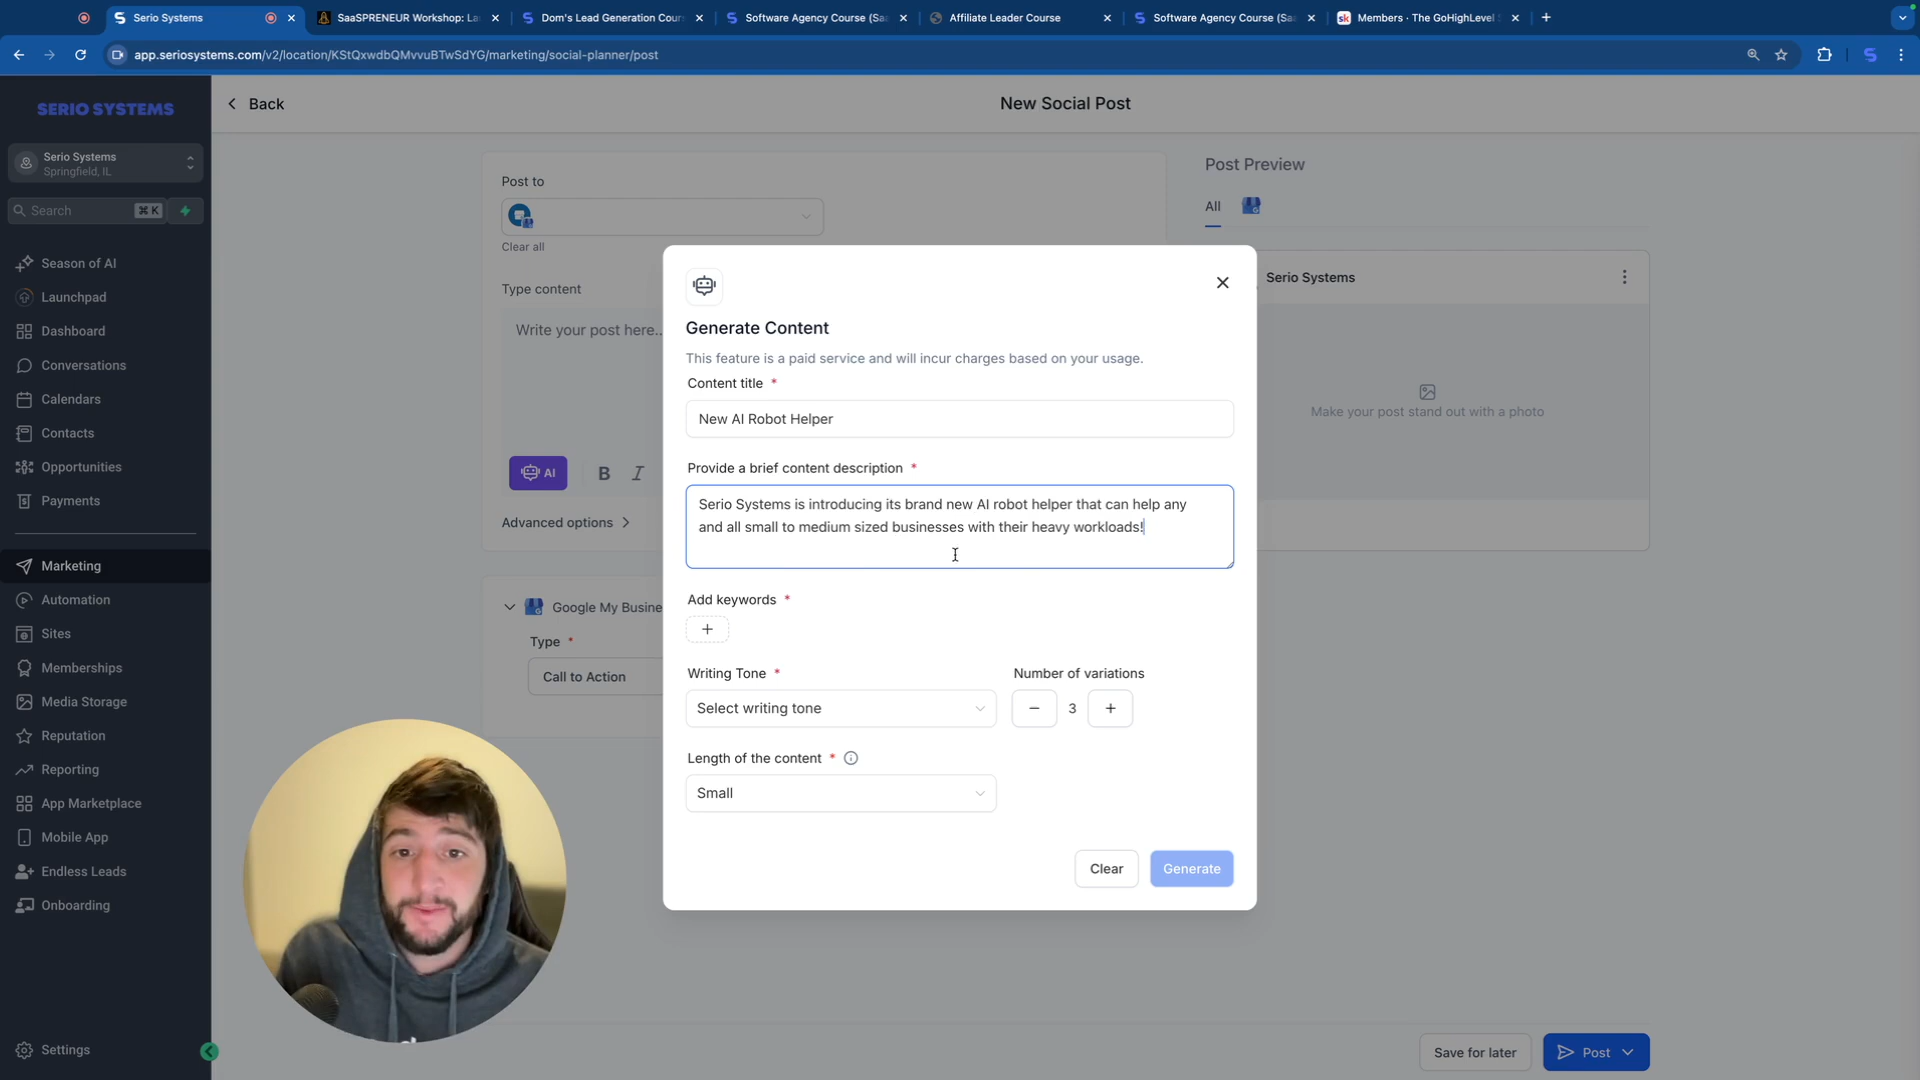 Serio Systems
SaaSPRENEUR Workshop: La
Dom's Lead Generation Cour
Software Agency Course (Sa
Affiliate Leader Course
Software Agency Course (Sa
Members · The GoHighLevel
app.seriosystems.com/v2/location/KStQxwdbQMvvuBTwSdYG/marketing/social-planner/post
SERIO SYSTEMS
Back
New Social Post
Serio Systems
Springfield, IL
Search
⌘ K
Season of AI
Launchpad
Dashboard
Conversations
Calendars
Contacts
Opportunities
Payments
Marketing
Automation
Sites
Memberships
Media Storage
Reputation
Reporting
App Marketplace
Mobile App
Endless Leads
Onboarding
Settings
Post to
Clear all
Type content
Write your post here..
AI
B I
Advanced options
Google My Busine
Type *
Call to Action
Generate Content
This feature is a paid service and will incur charges based on your usage.
Content title *
New AI Robot Helper
Provide a brief content description *
Serio Systems is introducing its brand new AI robot helper that can help any
and all small to medium sized businesses with their heavy workloads!
Add keywords *
+
Writing Tone *
Number of variations
Select writing tone
− 3 +
Length of the content *
Small
Clear
Generate
Post Preview
All
Serio Systems
Make your post stand out with a photo
Save for later
Post